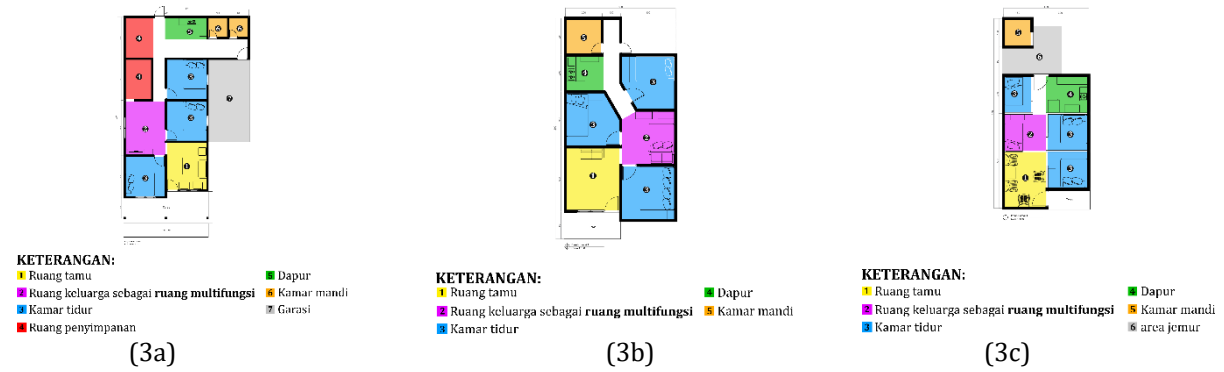 KETERANGAN:
1 Ruang tamu
2 Ruang keluarga sebagai ruang multifungsi
3 Kamar tidur
4 Ruang penyimpanan
5 Dapur
6 Kamar mandi
7 Garasi
(3a)
KETERANGAN:
1 Ruang tamu
2 Ruang keluarga sebagai ruang multifungsi
3 Kamar tidur
4 Dapur
5 Kamar mandi
(3b)
KETERANGAN:
1 Ruang tamu
2 Ruang keluarga sebagai ruang multifungsi
3 Kamar tidur
4 Dapur
5 Kamar mandi
6 area jemur
(3c)